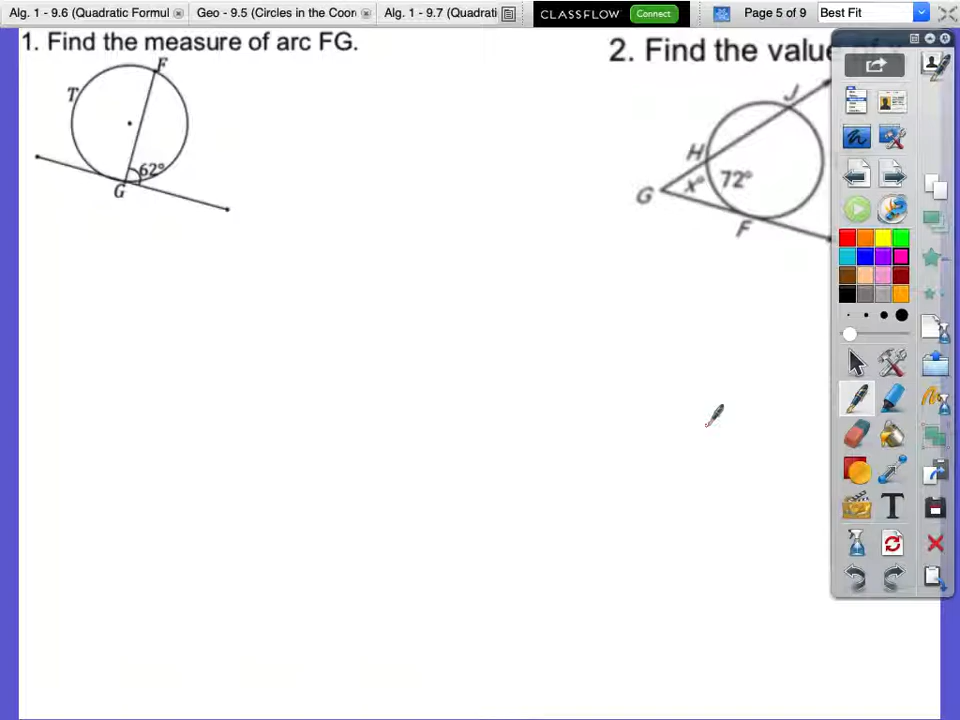 Alg. 1 - 9.6 (Quadratic Formul
Geo - 9.5 (Circles in the Coor
Alg. 1 - 9.7 (Quadrati
CLASSFLOW
Connect
Page 5 of 9
Best Fit
1. Find the measure of arc FG.
F
T
62°
G
2. Find the value
J
H
x°
72°
G
F
T